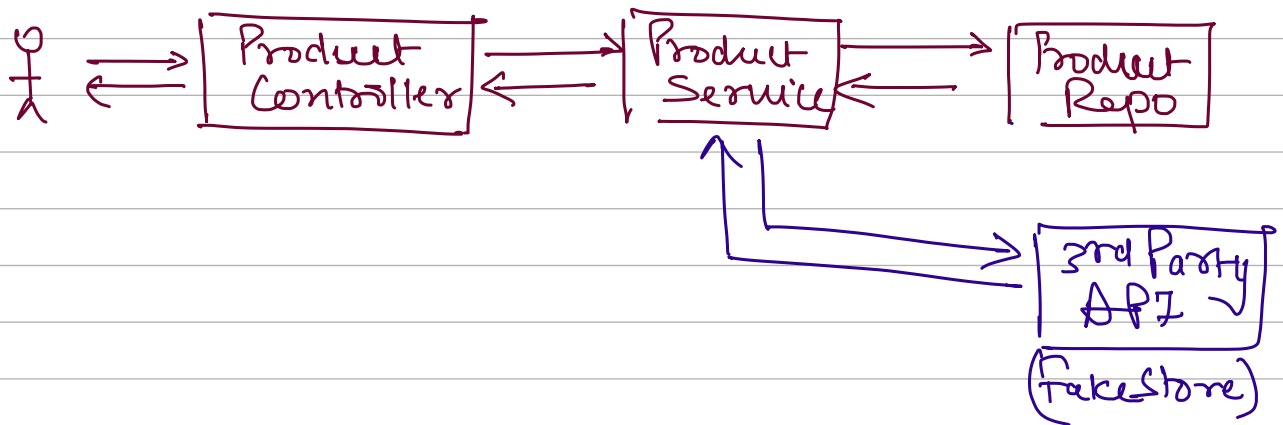 Product
Controller
Product
Service
Product
Repo
3rd Party
API
(FakeStore)